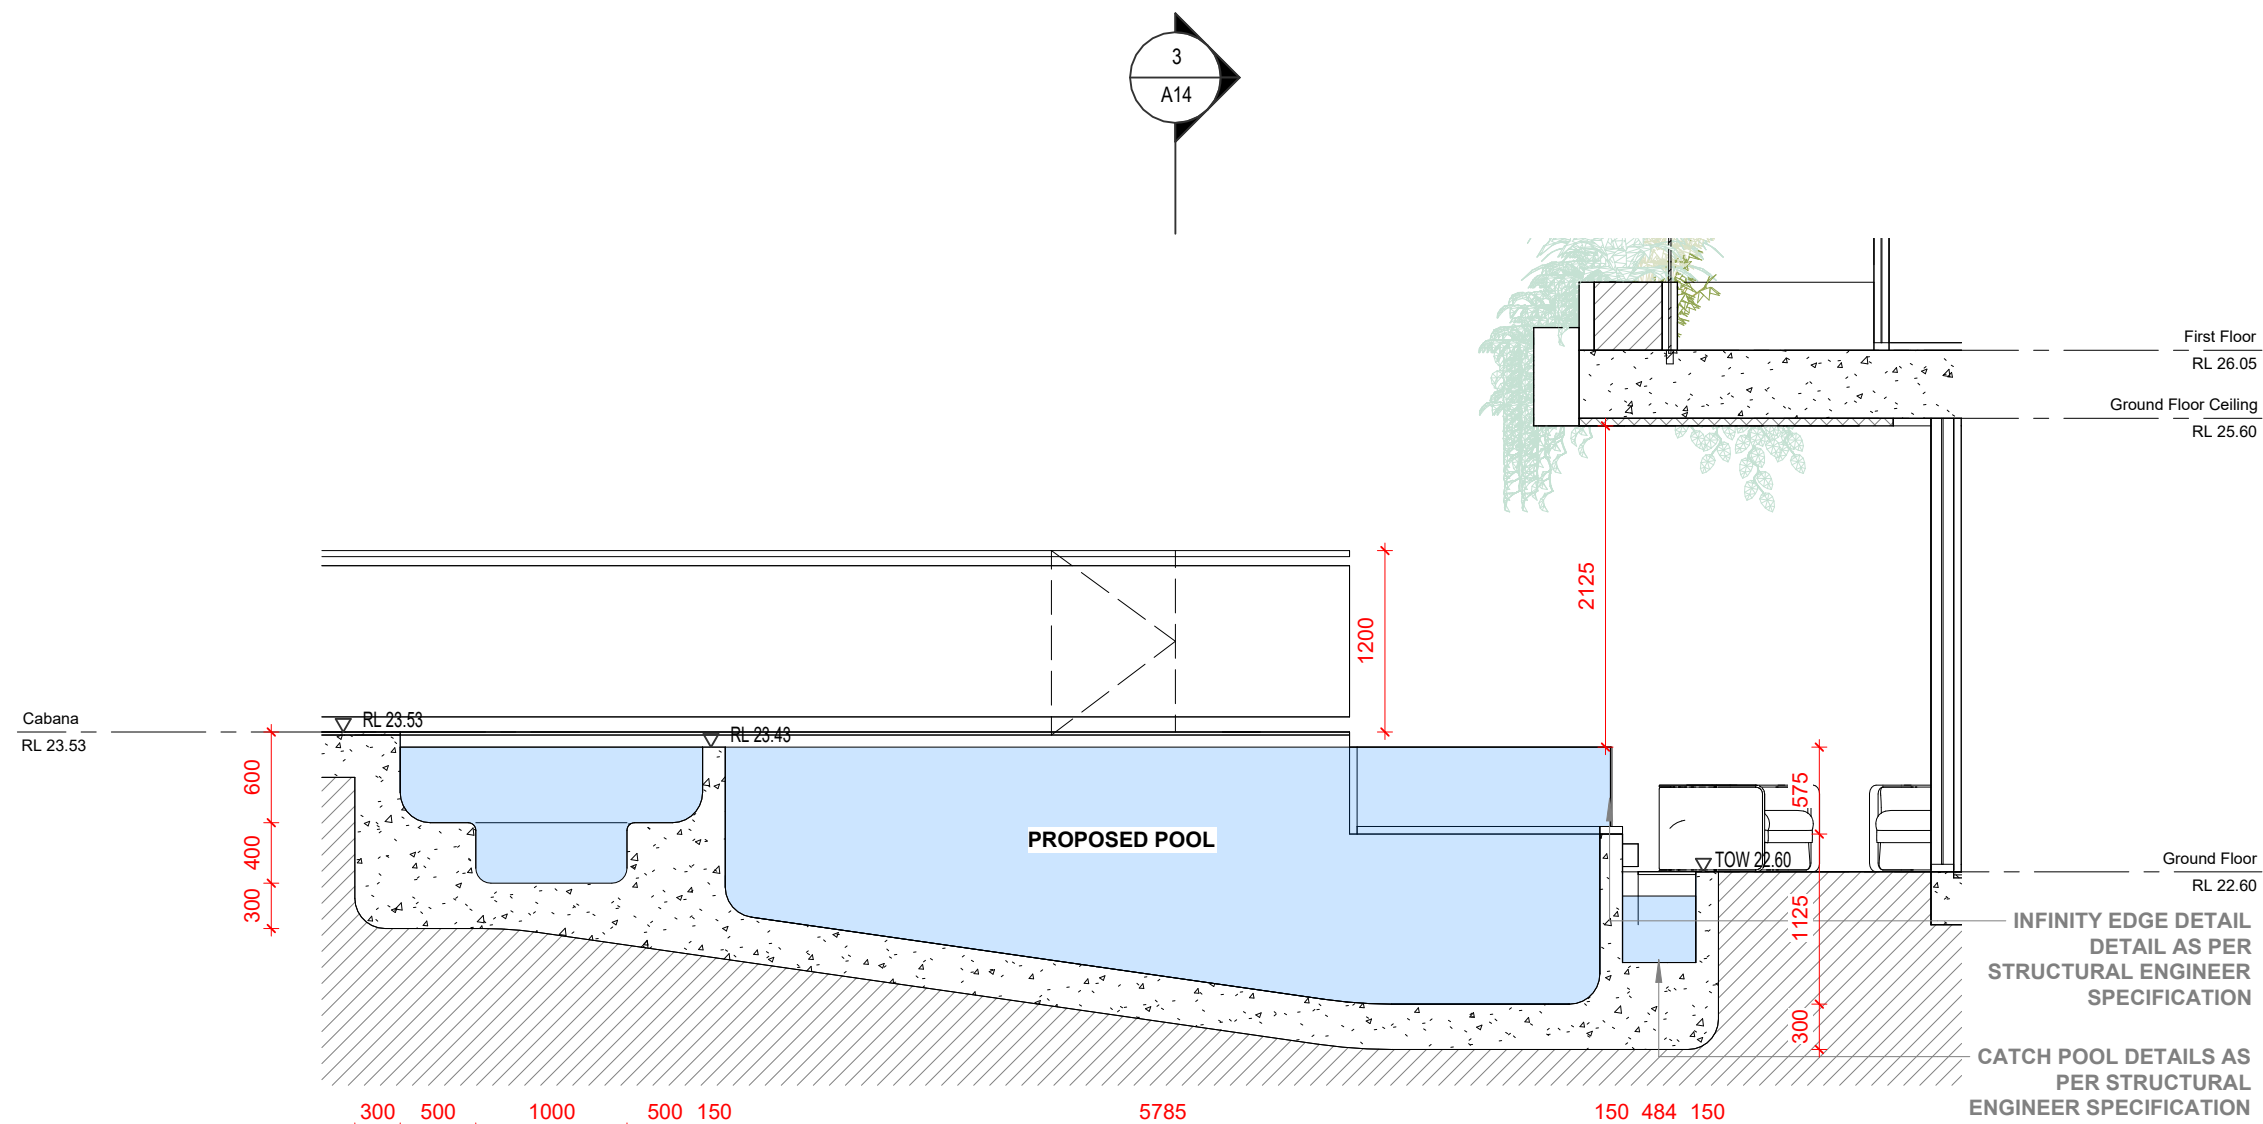 3
A14
First Floor
RL 26.05
Ground Floor Ceiling
RL 25.60
2125
1200
Cabana
RL 23.53
RL 23.53
RL 23.43
600
400
300
PROPOSED POOL
575
TOW 22.60
1125
300
Ground Floor
RL 22.60
INFINITY EDGE DETAIL
DETAIL AS PER
STRUCTURAL ENGINEER
SPECIFICATION
CATCH POOL DETAILS AS
PER STRUCTURAL
ENGINEER SPECIFICATION
300 500 1000 500 150 5785 150 484 150